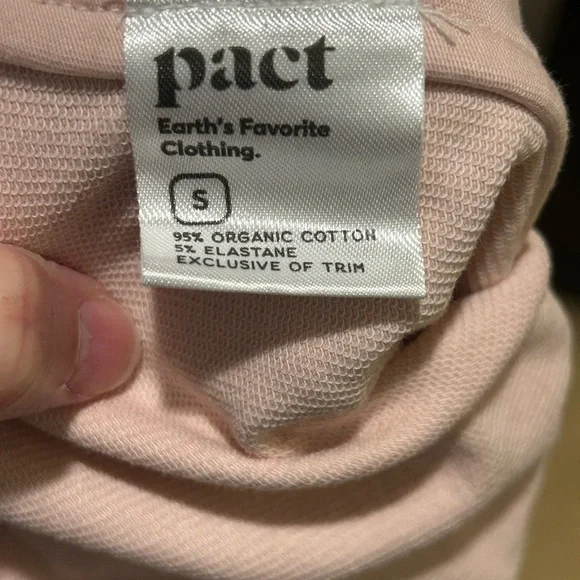 pact
Earth's Favorite
Clothing.
S
95% ORGANIC COTTON
5% ELASTANE
EXCLUSIVE OF TRIM